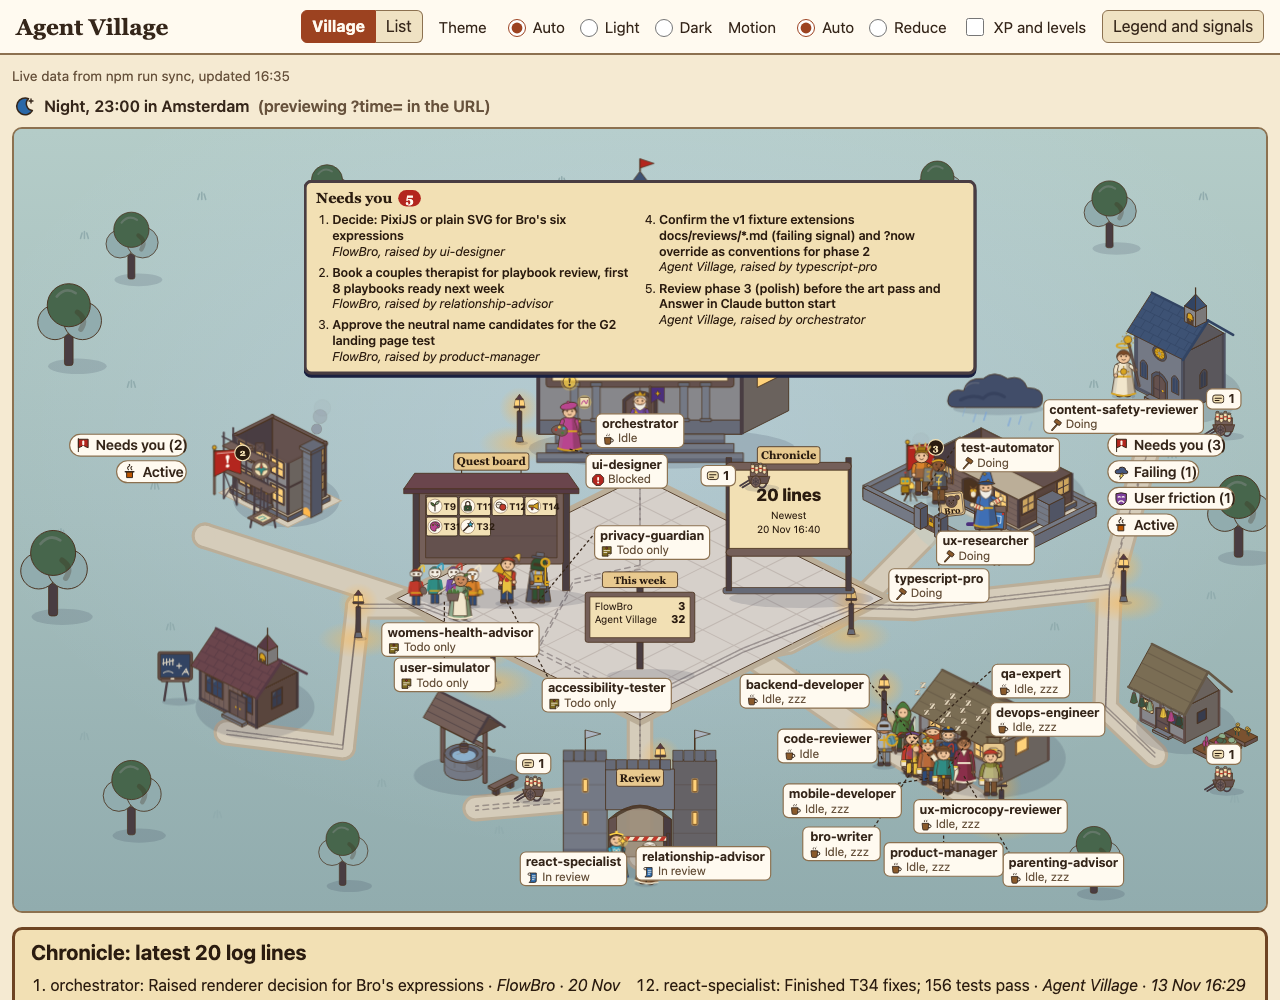 Agent Village
Village
List
Theme
Auto
Light
Dark
Motion
Auto
Reduce
XP and levels
Legend and signals
Live data from npm run sync, updated 16:35
Night, 23:00 in Amsterdam (previewing ?time= in the URL)
Needs you 5
1. Decide: PixiJS or plain SVG for Bro's six
expressions
FlowBro, raised by ui-designer
2. Book a couples therapist for playbook review, first
8 playbooks ready next week
FlowBro, raised by relationship-advisor
3. Approve the neutral name candidates for the G2
landing page test
FlowBro, raised by product-manager
4. Confirm the v1 fixture extensions
docs/reviews/*.md (failing signal) and ?now
override as conventions for phase 2
Agent Village, raised by typescript-pro
5. Review phase 3 (polish) before the art pass and
Answer in Claude button start
Agent Village, raised by orchestrator
content-safety-reviewer
Doing
1
Needs you (2)
Active
2
orchestrator
Idle
ui-designer
Blocked
Needs you (3)
Failing (1)
User friction (1)
Active
3
test-automator
Doing
Bro
ux-researcher
Doing
typescript-pro
Doing
Quest board
T9
T11
T12
T14
T31
T32
Chronicle
1
20 lines
Newest
20 Nov 16:40
privacy-guardian
Todo only
This week
FlowBro 3
Agent Village 32
womens-health-advisor
Todo only
user-simulator
Todo only
accessibility-tester
Todo only
backend-developer
Idle, zzz
qa-expert
Idle, zzz
devops-engineer
Idle, zzz
code-reviewer
Idle
1
1
Review
mobile-developer
Idle, zzz
ux-microcopy-reviewer
Idle, zzz
bro-writer
Idle, zzz
product-manager
Idle, zzz
parenting-advisor
Idle, zzz
react-specialist
In review
relationship-advisor
In review
Chronicle: latest 20 log lines
1. orchestrator: Raised renderer decision for Bro's expressions · FlowBro · 20 Nov
12. react-specialist: Finished T34 fixes; 156 tests pass · Agent Village · 13 Nov 16:29